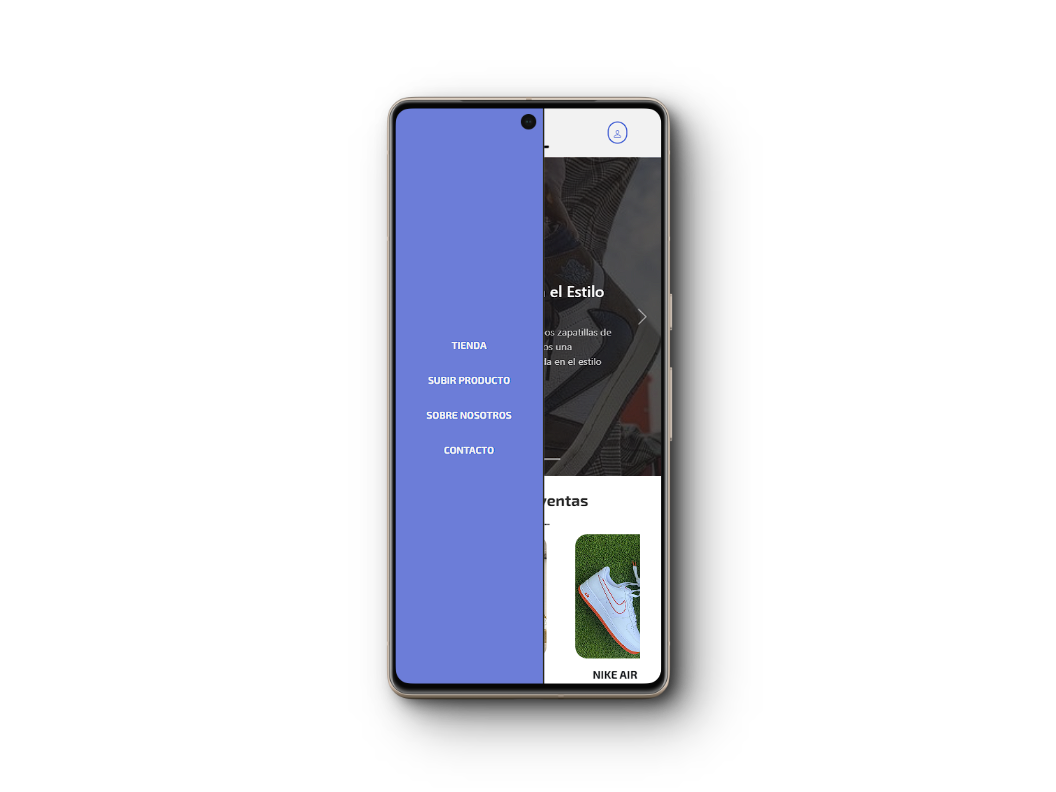 TIENDA
SUBIR PRODUCTO
SOBRE NOSOTROS
CONTACTO
el Estilo
os zapatillas de
os una
la en el estilo
ventas
NIKE AIR